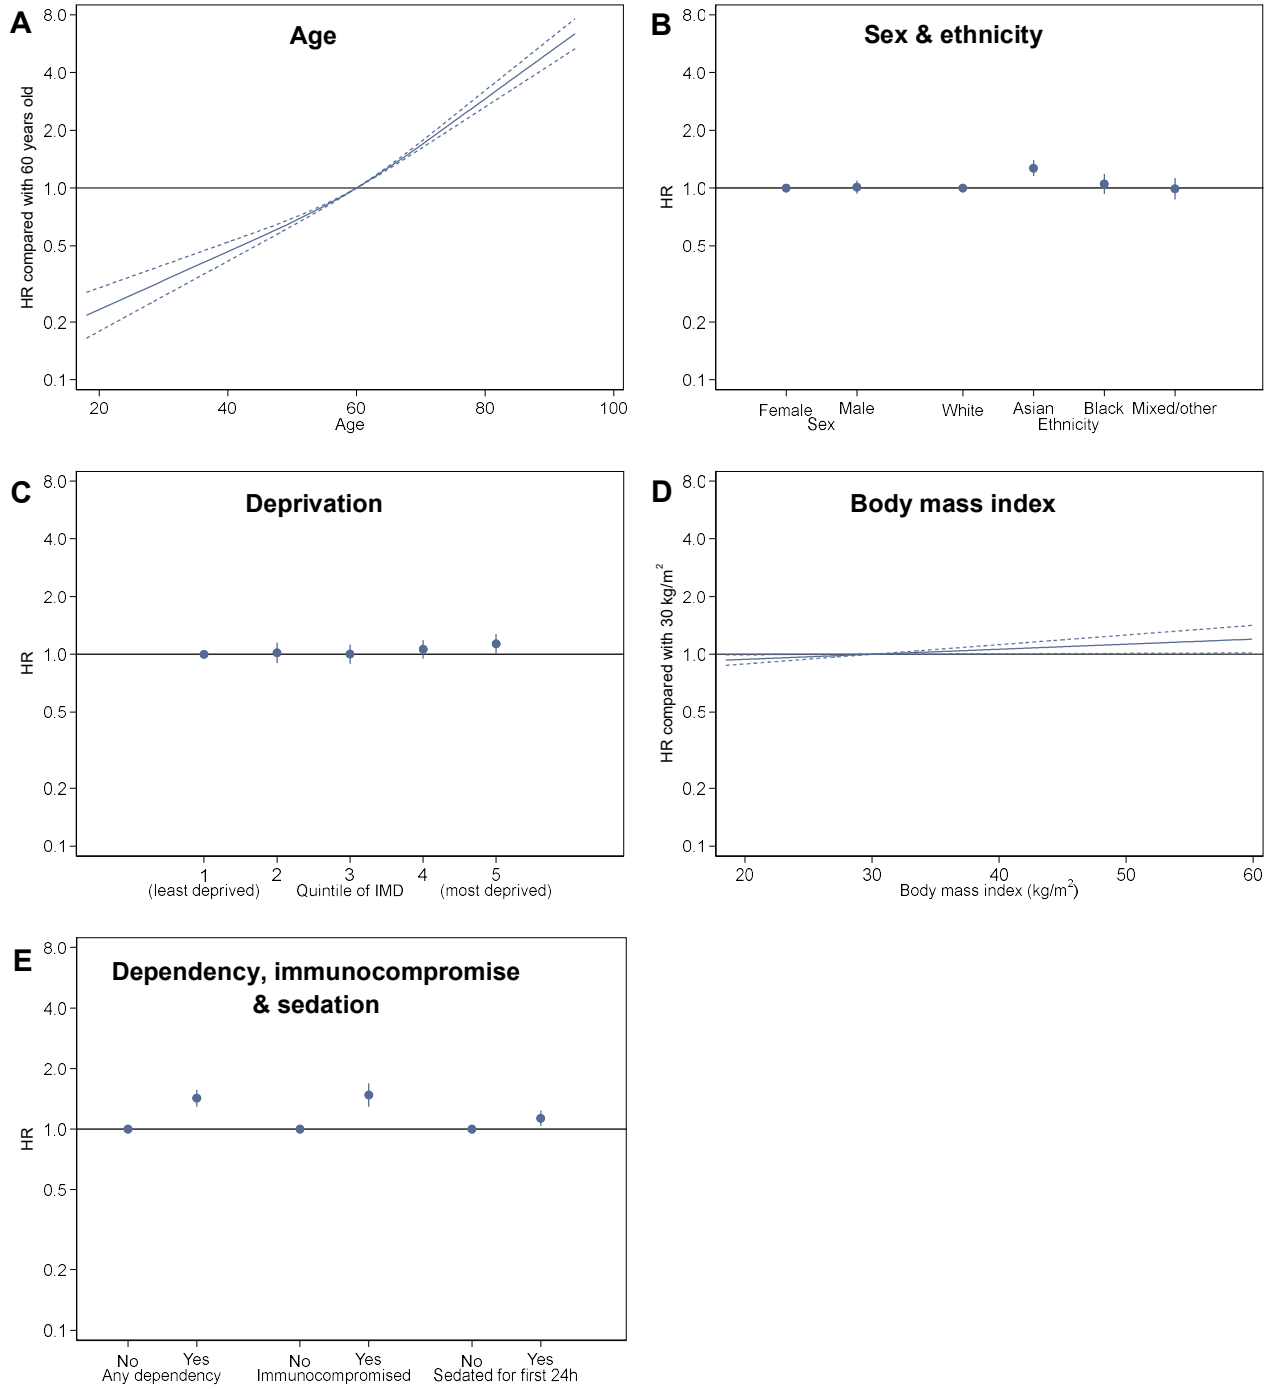 A
Age
8.0
4.0
2.0
1.0
0.5
0.2
0.1
HR compared with 60 years old
20 40 60 80 100
Age
B
Sex & ethnicity
8.0
4.0
2.0
1.0
0.5
0.2
0.1
HR
Female Male White Asian Black Mixed/other
Sex Ethnicity
C
Deprivation
8.0
4.0
2.0
1.0
0.5
0.2
0.1
HR
1 2 3 4 5
(least deprived) Quintile of IMD (most deprived)
D
Body mass index
8.0
4.0
2.0
1.0
0.5
0.2
0.1
HR compared with 30 kg/m²
20 30 40 50 60
Body mass index (kg/m²)
E
Dependency, immunocompromise
& sedation
8.0
4.0
2.0
1.0
0.5
0.2
0.1
HR
No Yes No Yes No Yes
Any dependency Immunocompromised Sedated for first 24h